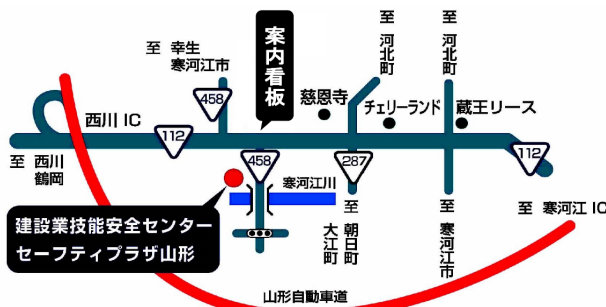 至 幸生
寒河江市
案内看板
至 河北町
至 河北町
458
慈恩寺
チェリーランド
蔵王リース
西川 IC
112
458
287
112
至 西川
鶴岡
寒河江川
建設業技能安全センター
セーフティプラザ山形
至 朝日町
大江町
至 寒河江市
至 寒河江 IC
山形自動車道